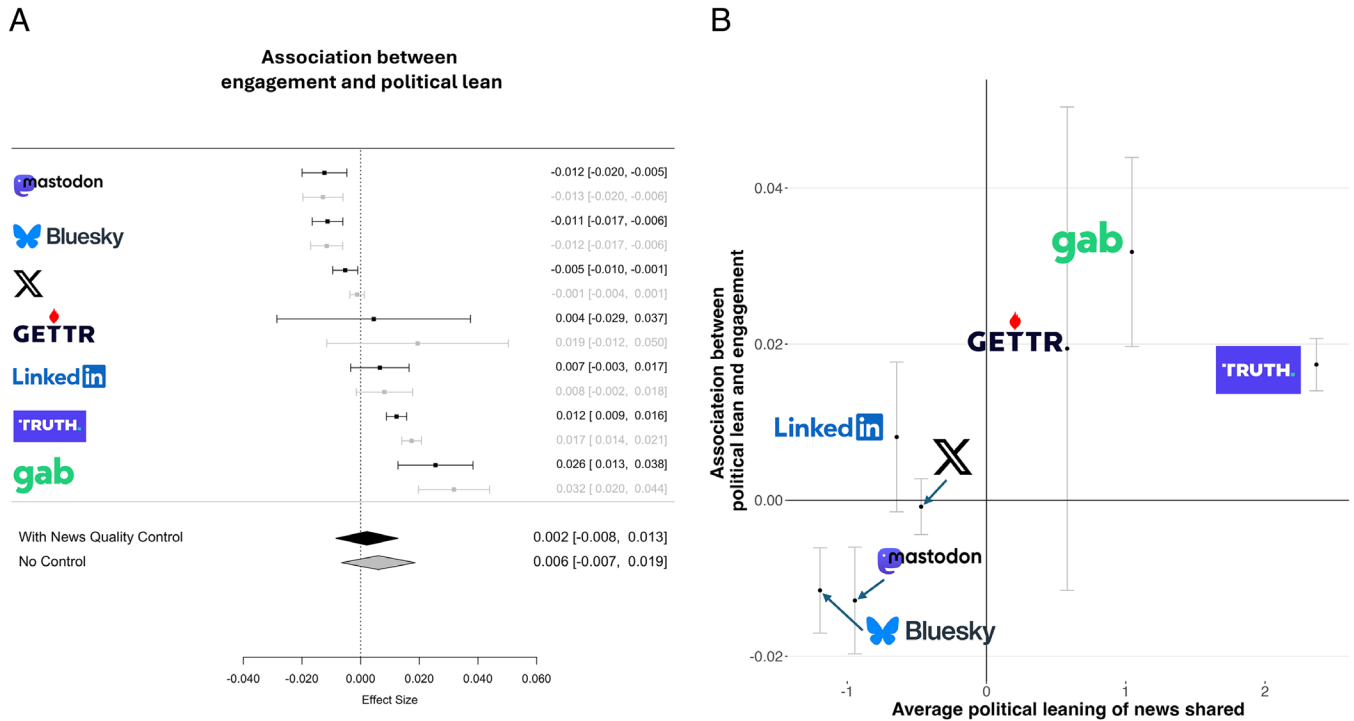 A
Association between
engagement and political lean
mastodon
-0.012 [-0.020, -0.005]
-0.013 [-0.020, -0.006]
Bluesky
-0.011 [-0.017, -0.006]
-0.012 [-0.017, -0.006]
X
-0.005 [-0.010, -0.001]
-0.001 [-0.004, 0.001]
GETTR
0.004 [-0.029, 0.037]
0.019 [-0.012, 0.050]
Linkedin
0.007 [-0.003, 0.017]
0.008 [-0.002, 0.018]
TRUTH.
0.012 [ 0.009, 0.016]
0.017 [ 0.014, 0.021]
gab
0.026 [ 0.013, 0.038]
0.032 [ 0.020, 0.044]
With News Quality Control 0.002 [-0.008, 0.013]
No Control 0.006 [-0.007, 0.019]
-0.040 -0.020 0.000 0.020 0.040 0.060
Effect Size
B
Associateion between
political lean and engagement
0.04
0.02
0.00
-0.02
gab
GETTR
TRUTH.
Linkedin
X
mastodon
Bluesky
-1 0 1 2
Average political leaning of news shared